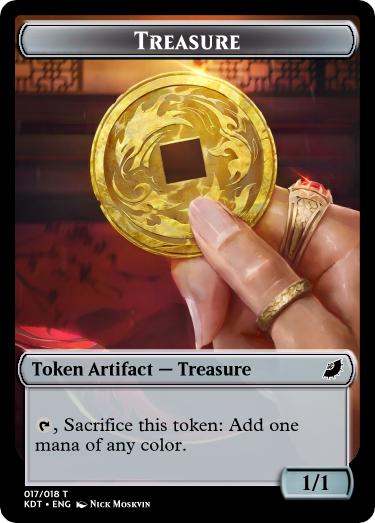 TREASURE
Token Artifact — Treasure
, Sacrifice this token: Add one
mana of any color.
1/1
017/018 T
KDT • ENG NICK MOSKVIN